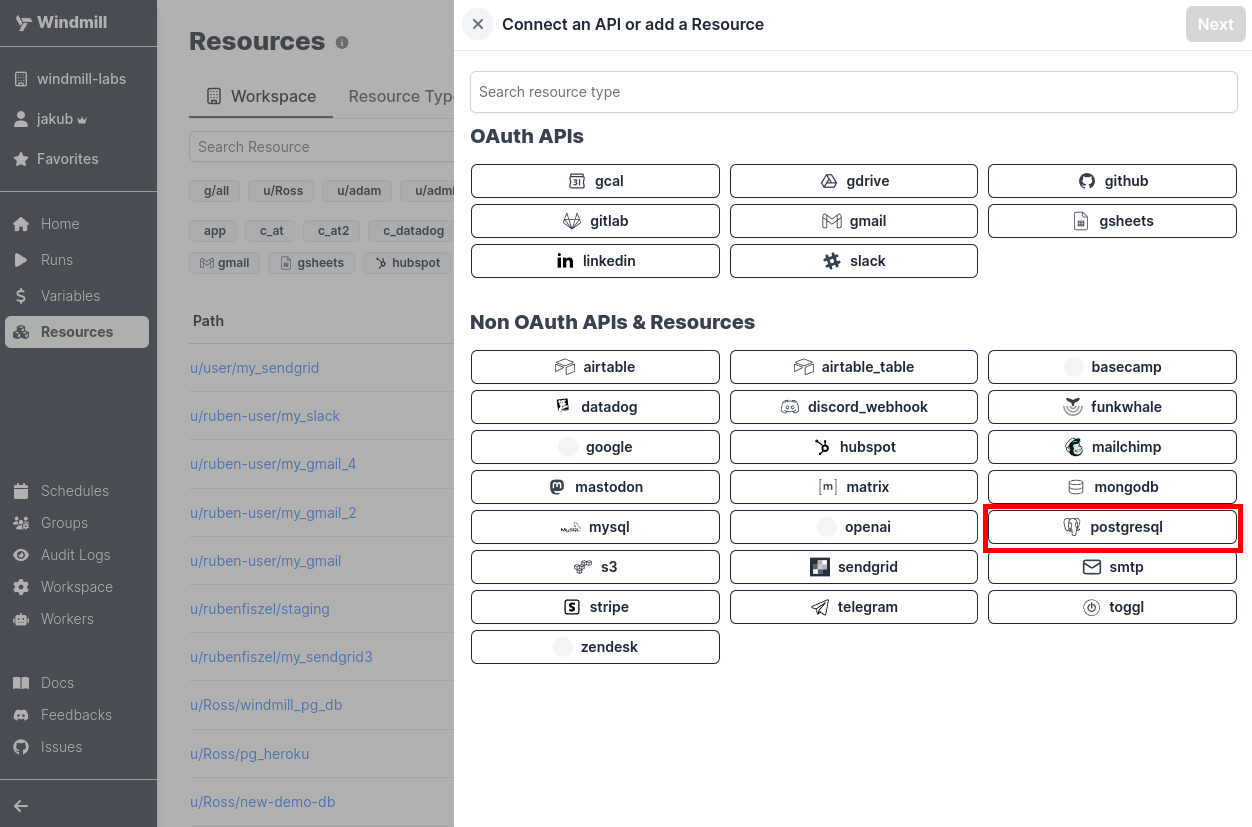 Windmill
windmill-labs
jakub
Favorites
Home
Runs
Variables
Resources
Schedules
Groups
Audit Logs
Workspace
Workers
Docs
Feedbacks
Issues
Resources
Workspace
Resource Type
Search Resource
g/all
u/Ross
u/adam
u/admi
app
c_at
c_at2
c_datadog
gmail
gsheets
hubspot
Path
u/user/my_sendgrid
u/ruben-user/my_slack
u/ruben-user/my_gmail_4
u/ruben-user/my_gmail_2
u/ruben-user/my_gmail
u/rubenfiszel/staging
u/rubenfiszel/my_sendgrid3
u/Ross/windmill_pg_db
u/Ross/pg_heroku
u/Ross/new-demo-db
Connect an API or add a Resource
Next
Search resource type
OAuth APIs
gcal
gdrive
github
gitlab
gmail
gsheets
linkedin
slack
Non OAuth APIs & Resources
airtable
airtable_table
basecamp
datadog
discord_webhook
funkwhale
google
hubspot
mailchimp
mastodon
matrix
mongodb
mysql
openai
postgresql
s3
sendgrid
smtp
stripe
telegram
toggl
zendesk